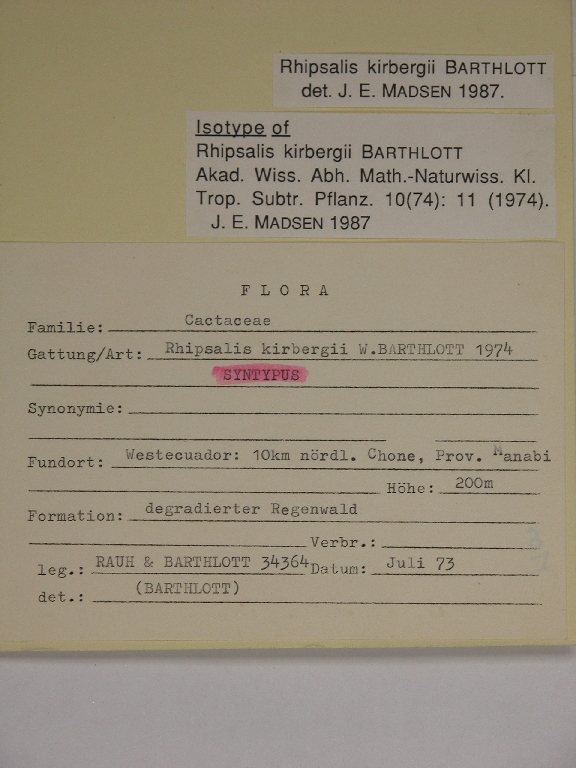 Rhipsalis kirbergii BARTHLOTT
det. J. E. MADSEN 1987.
Isotype of
Rhipsalis kirbergii BARTHLOTT
Akad. Wiss. Abh. Math.-Naturwiss. Kl.
Trop. Subtr. Pflanz. 10(74): 11 (1974).
J. E. MADSEN 1987
FLORA
Familie: Cactaceae
Gattung/Art: Rhipsalis kirbergii W.BARTHLOTT 1974
SYNTYPUS
Synonymie:
Fundort: Westecuador: 10km nördl. Chone, Prov. Manabi
Höhe: 200m
Formation: degradierter Regenwald
Verbr.:
leg.: RAUH & BARTHLOTT 34364 Datum: Juli 73
det.: (BARTHLOTT)